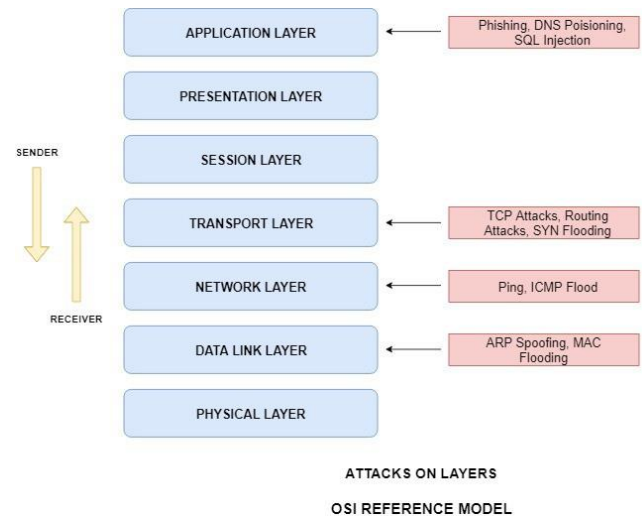 APPLICATION LAYER
Phishing, DNS Poisioning,
SQL Injection
PRESENTATION LAYER
SENDER
SESSION LAYER
TRANSPORT LAYER
TCP Attacks, Routing
Attacks, SYN Flooding
NETWORK LAYER
Ping, ICMP Flood
RECEIVER
DATA LINK LAYER
ARP Spoofing, MAC
Flooding
PHYSICAL LAYER
ATTACKS ON LAYERS
OSI REFERENCE MODEL